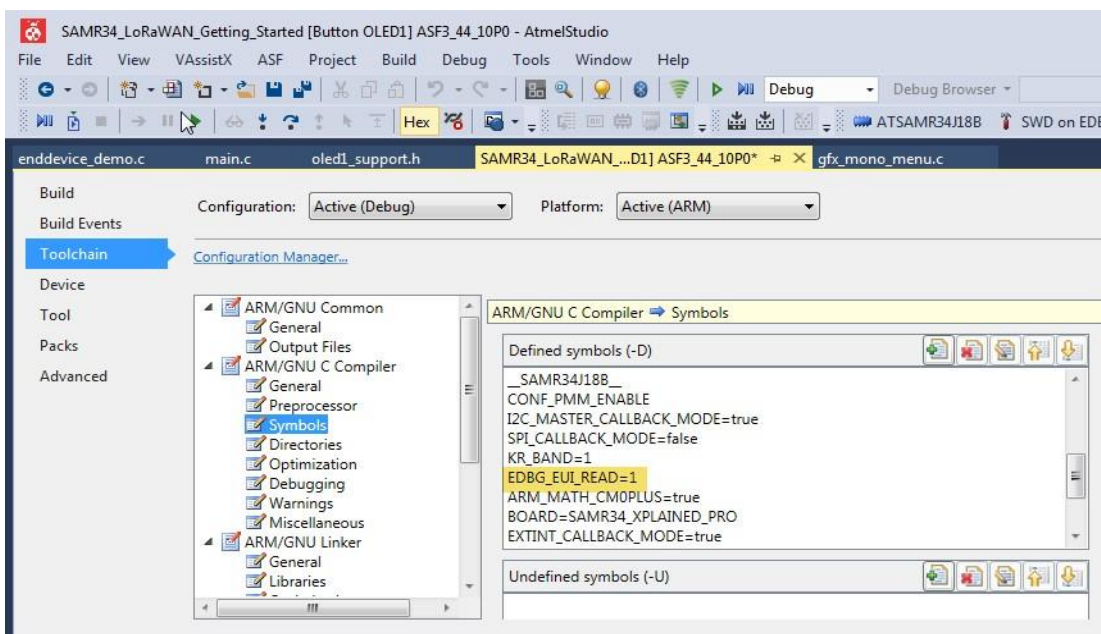 SAMR34_LoRaWAN_Getting_Started [Button OLED1] ASF3_44_10P0 - AtmelStudio
File Edit View VAssistX ASF Project Build Debug Tools Window Help
Debug Debug Browser
Hex ATSAMR34J18B SWD on EDB
enddevice_demo.c main.c oled1_support.h SAMR34_LoRaWAN_...D1] ASF3_44_10P0* gfx_mono_menu.c
Build
Build Events
Toolchain
Device
Tool
Packs
Advanced
Configuration: Active (Debug) Platform: Active (ARM)
Configuration Manager...
ARM/GNU Common
General
Output Files
ARM/GNU C Compiler
General
Preprocessor
Symbols
Directories
Optimization
Debugging
Warnings
Miscellaneous
ARM/GNU Linker
General
Libraries
ARM/GNU C Compiler Symbols
Defined symbols (-D)
__SAMR34J18B__
CONF_PMM_ENABLE
I2C_MASTER_CALLBACK_MODE=true
SPI_CALLBACK_MODE=false
KR_BAND=1
EDBG_EUI_READ=1
ARM_MATH_CM0PLUS=true
BOARD=SAMR34_XPLAINED_PRO
EXTINT_CALLBACK_MODE=true
Undefined symbols (-U)